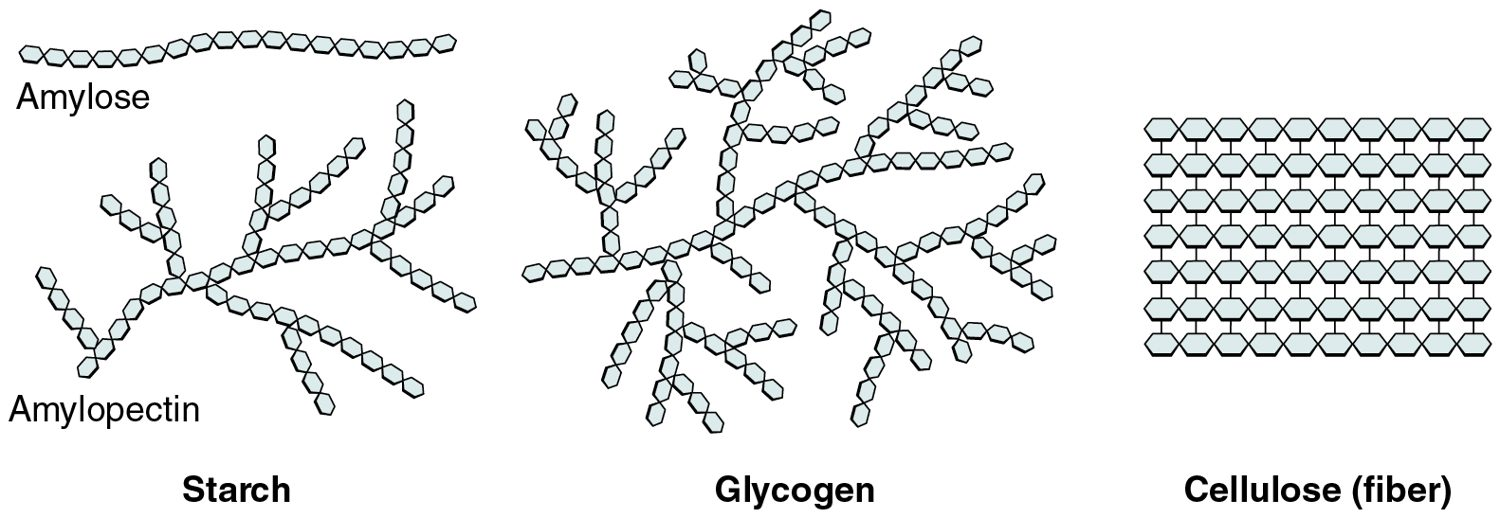 Amylose
Amylopectin
Starch
Glycogen
Cellulose (fiber)